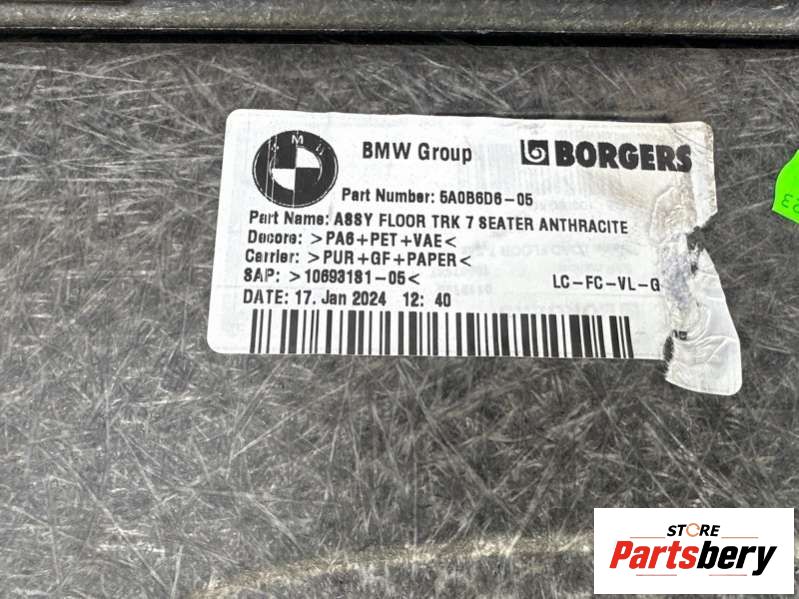 BMW
BMW Group
BORGERS
Part Number: 5A0B6D6-05
Part Name: ASSY FLOOR TRK 7 SEATER ANTHRACITE
Decore: >PA6+PET+VAE<
Carrier: >PUR+GF+PAPER<
SAP: >10693181-05< LC-FC-VL-G
DATE: 17. Jan 2024 12: 40
STORE
Partsbery